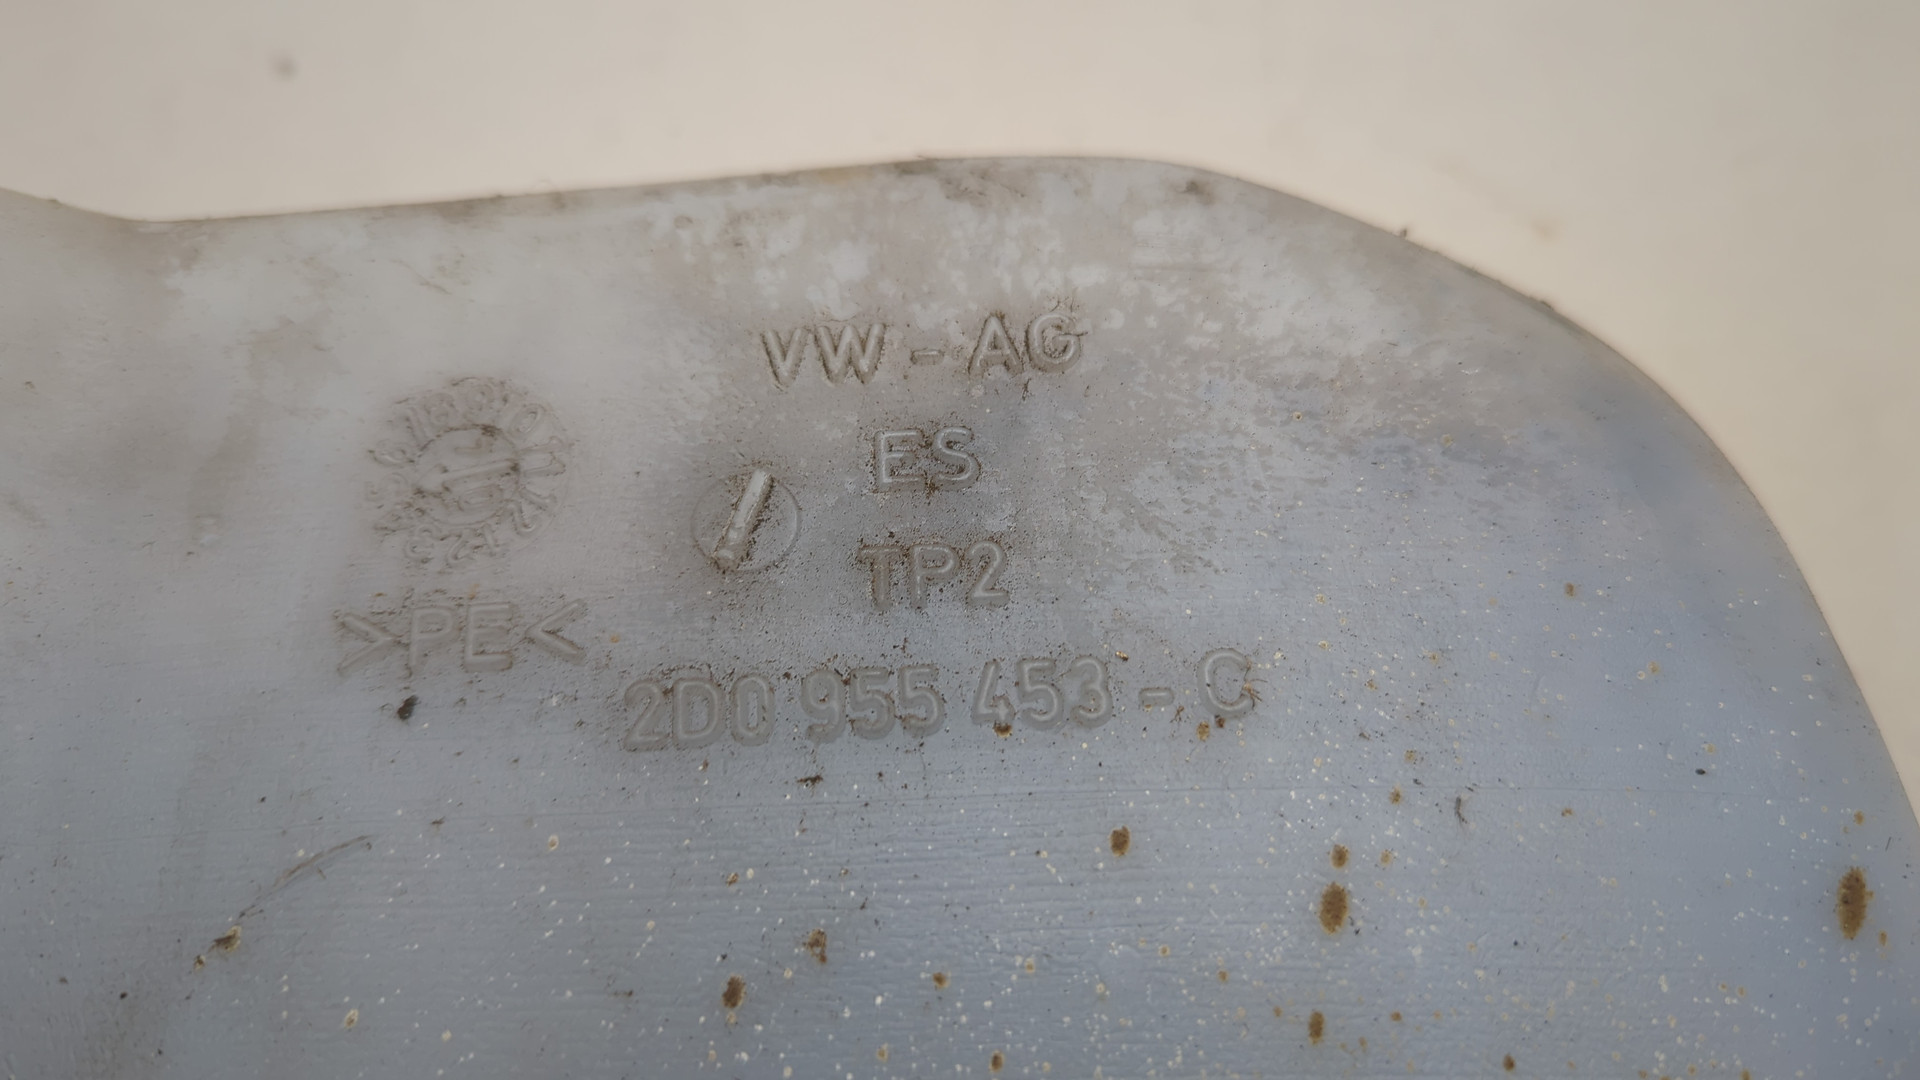 VW - AG
ES
TP2
>PE<
2D0 955 453 - C